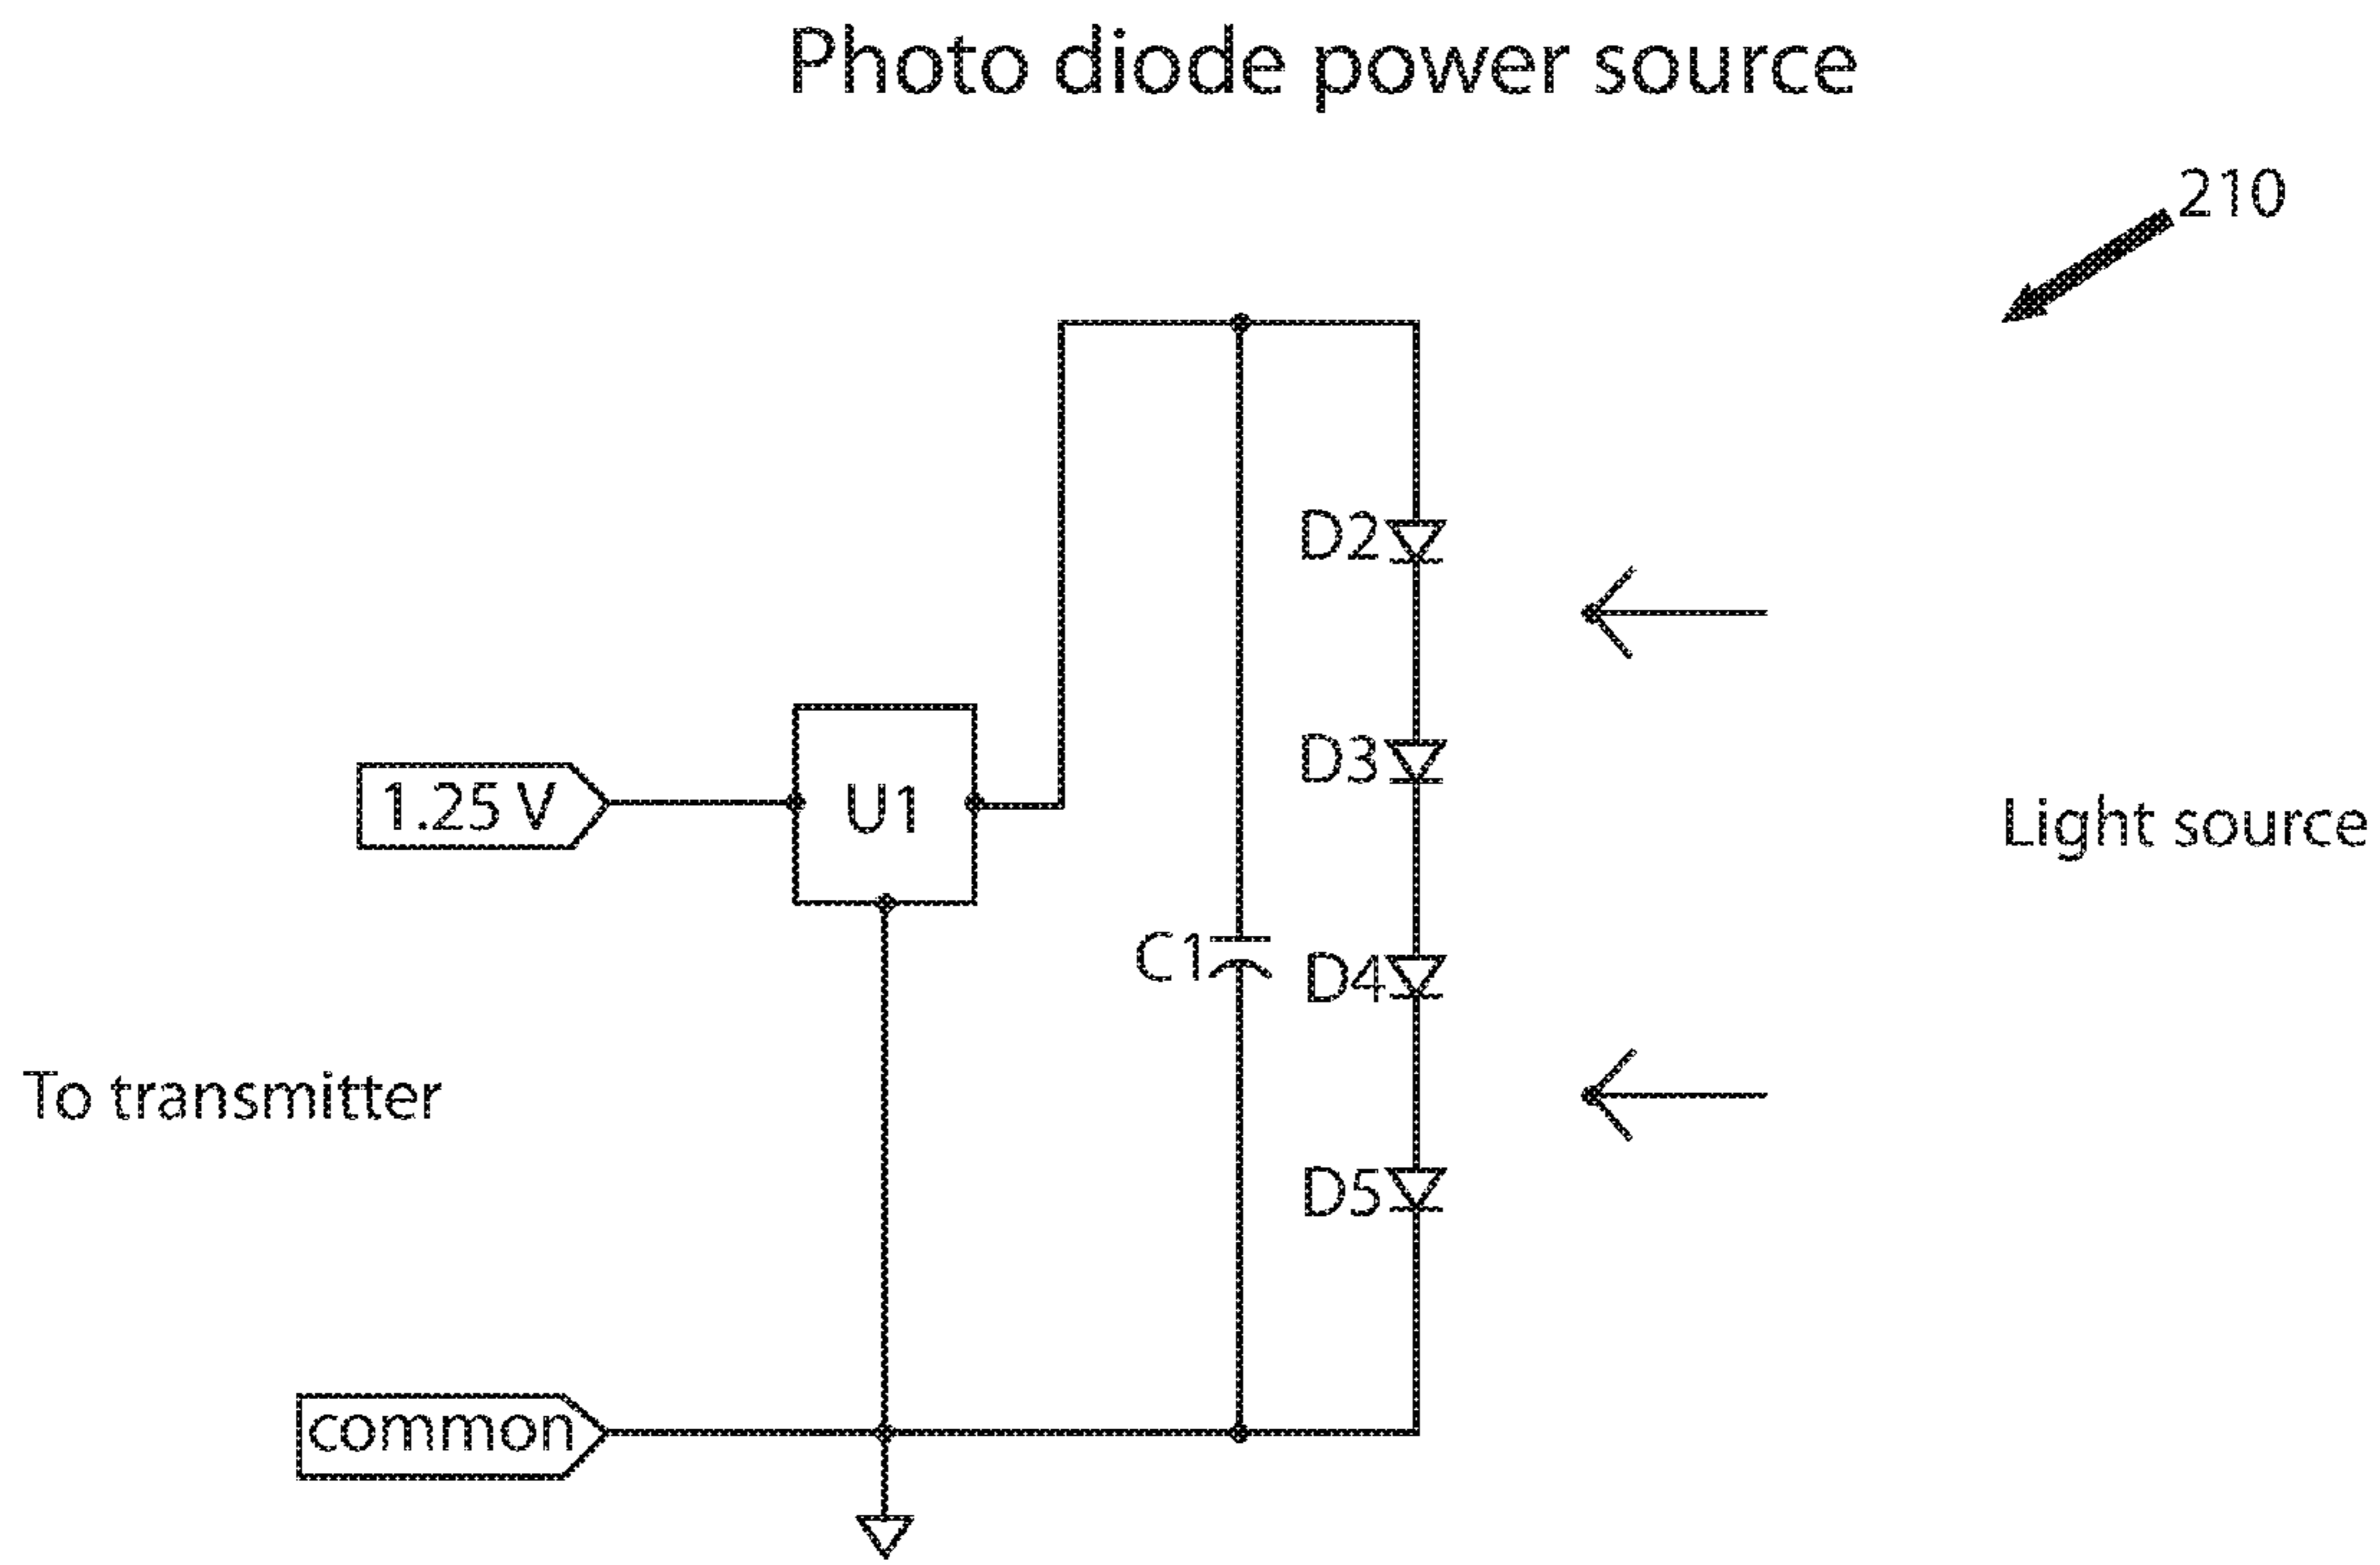 Photo diode power source
210
D2
D3
1.25 V
U1
Light source
C1
D4
To transmitter
D5
common